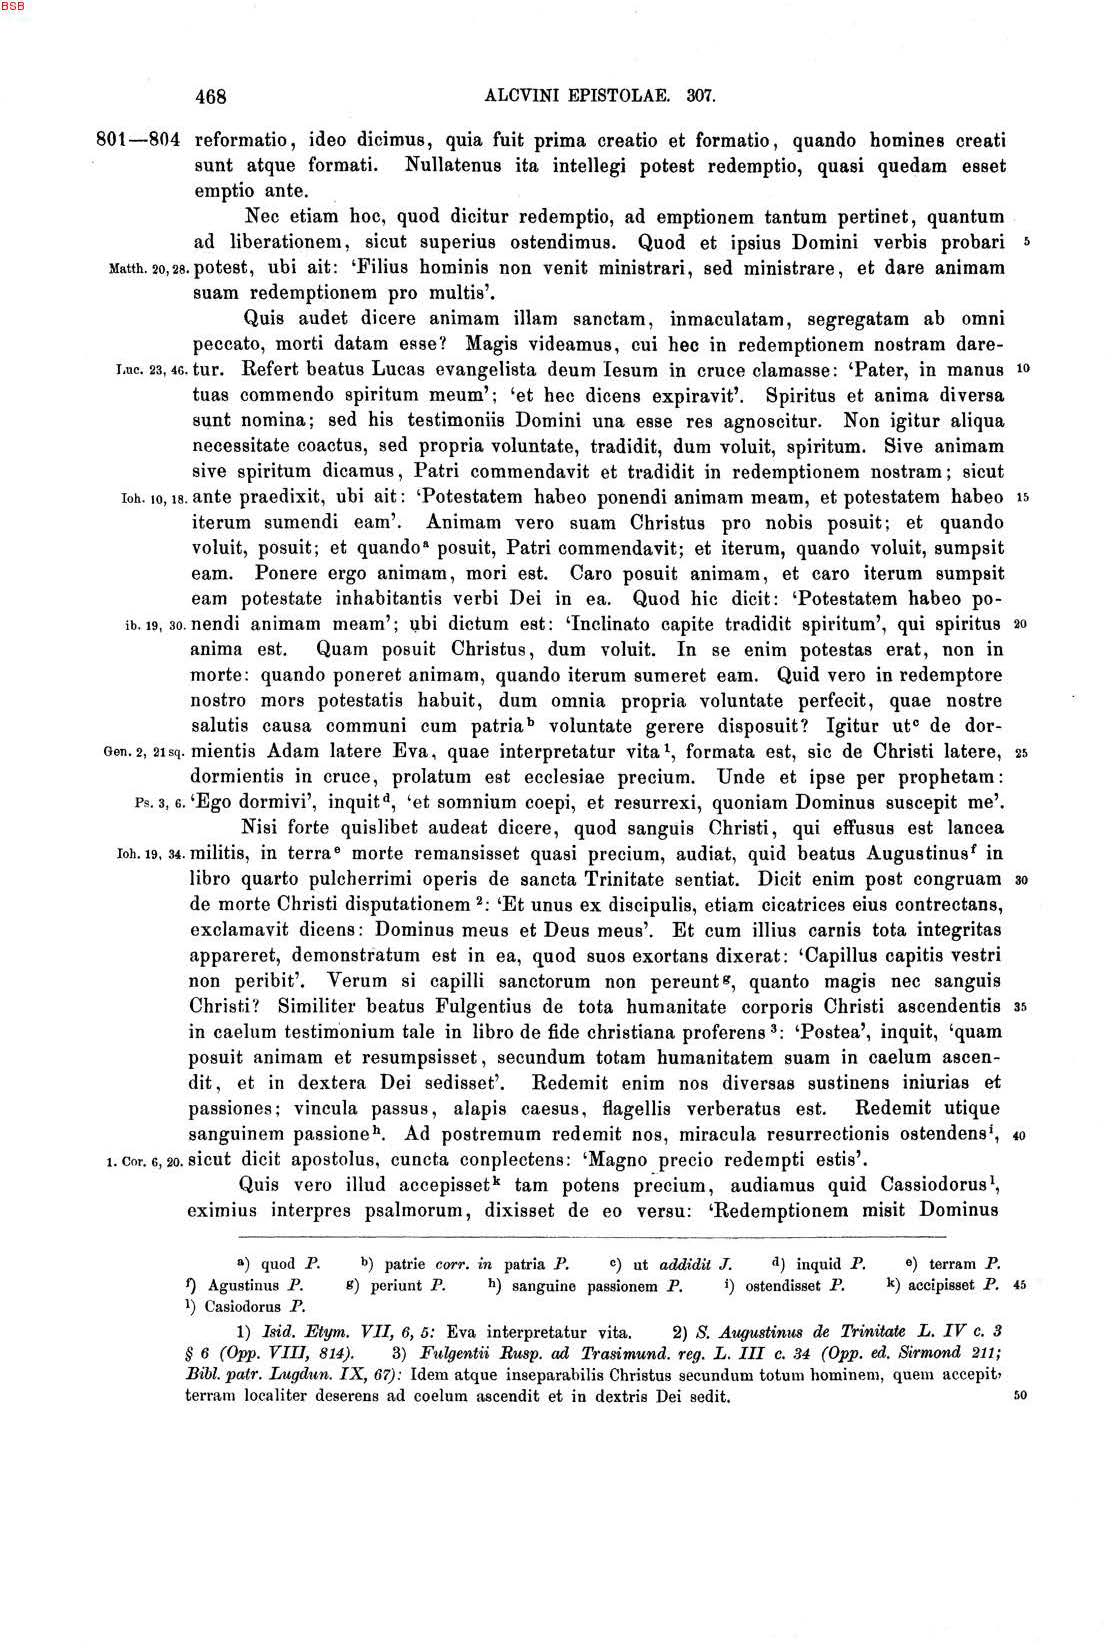 BSB
468 ALCVINI EPISTOLAE. 307.
801—804 reformatio, ideo dicimus, quia fuit prima creatio et formatio, quando homines creati
sunt atque formati. Nullatenus ita intellegi potest redemptio, quasi quedam esset
emptio ante.
Nec etiam hoc, quod dicitur redemptio, ad emptionem tantum pertinet, quantum
ad liberationem, sicut superius ostendimus. Quod et ipsius Domini verbis probari 5
Matth. 20, 28. potest, ubi ait: ‘Filius hominis non venit ministrari, sed ministrare, et dare animam
suam redemptionem pro multis’.
Quis audet dicere animam illam sanctam, inmaculatam, segregatam ab omni
peccato, morti datam esse? Magis videamus, cui hec in redemptionem nostram dare-
Luc. 23, 46. tur. Refert beatus Lucas evangelista deum Iesum in cruce clamasse: ‘Pater, in manus 10
tuas commendo spiritum meum’; ‘et hec dicens expiravit’. Spiritus et anima diversa
sunt nomina; sed his testimoniis Domini una esse res agnoscitur. Non igitur aliqua
necessitate coactus, sed propria voluntate, tradidit, dum voluit, spiritum. Sive animam
sive spiritum dicamus, Patri commendavit et tradidit in redemptionem nostram; sicut
Ioh. 10, 18. ante praedixit, ubi ait: ‘Potestatem habeo ponendi animam meam, et potestatem habeo 15
iterum sumendi eam’. Animam vero suam Christus pro nobis posuit; et quando
voluit, posuit; et quandoᵃ posuit, Patri commendavit; et iterum, quando voluit, sumpsit
eam. Ponere ergo animam, mori est. Caro posuit animam, et caro iterum sumpsit
eam potestate inhabitantis verbi Dei in ea. Quod hic dicit: ‘Potestatem habeo po-
ib. 19, 30. nendi animam meam’; ubi dictum est: ‘Inclinato capite tradidit spiritum’, qui spiritus 20
anima est. Quam posuit Christus, dum voluit. In se enim potestas erat, non in
morte: quando poneret animam, quando iterum sumeret eam. Quid vero in redemptore
nostro mors potestatis habuit, dum omnia propria voluntate perfecit, quae nostre
salutis causa communi cum patriaᵇ voluntate gerere disposuit? Igitur utᶜ de dor-
Gen. 2, 21 sq. mientis Adam latere Eva, quae interpretatur vita¹, formata est, sic de Christi latere, 25
dormientis in cruce, prolatum est ecclesiae precium. Unde et ipse per prophetam:
Ps. 3, 6. ‘Ego dormivi’, inquitᵈ, ‘et somnium coepi, et resurrexi, quoniam Dominus suscepit me’.
Nisi forte quislibet audeat dicere, quod sanguis Christi, qui effusus est lancea
Ioh. 19, 34. militis, in terraᵉ morte remansisset quasi precium, audiat, quid beatus Augustinusᶠ in
libro quarto pulcherrimi operis de sancta Trinitate sentiat. Dicit enim post congruam 30
de morte Christi disputationem²: ‘Et unus ex discipulis, etiam cicatrices eius contrectans,
exclamavit dicens: Dominus meus et Deus meus’. Et cum illius carnis tota integritas
appareret, demonstratum est in ea, quod suos exortans dixerat: ‘Capillus capitis vestri
non peribit’. Verum si capilli sanctorum non pereuntᵍ, quanto magis nec sanguis
Christi? Similiter beatus Fulgentius de tota humanitate corporis Christi ascendentis 35
in caelum testimonium tale in libro de fide christiana proferens³: ‘Postea’, inquit, ‘quam
posuit animam et resumpsisset, secundum totam humanitatem suam in caelum ascen-
dit, et in dextera Dei sedisset’. Redemit enim nos diversas sustinens iniurias et
passiones; vincula passus, alapis caesus, flagellis verberatus est. Redemit utique
sanguinem passioneʰ. Ad postremum redemit nos, miracula resurrectionis ostendensⁱ, 40
1. Cor. 6, 20. sicut dicit apostolus, cuncta conplectens: ‘Magno precio redempti estis’.
Quis vero illud accepissetᵏ tam potens precium, audiamus quid Cassiodorusˡ,
eximius interpres psalmorum, dixisset de eo versu: ‘Redemptionem misit Dominus
ᵃ) quod P. ᵇ) patrie corr. in patria P. ᶜ) ut addidit J. ᵈ) inquid P. ᵉ) terram P.
ᶠ) Agustinus P. ᵍ) periunt P. ʰ) sanguine passionem P. ⁱ) ostendisset P. ᵏ) accipisset P. 45
ˡ) Casiodorus P.
1) Isid. Etym. VII, 6, 5: Eva interpretatur vita. 2) S. Augustinus de Trinitate L. IV c. 3
§ 6 (Opp. VIII, 814). 3) Fulgentii Rusp. ad Trasimund. reg. L. III c. 34 (Opp. ed. Sirmond 211;
Bibl. patr. Lugdun. IX, 67): Idem atque inseparabilis Christus secundum totum hominem, quem accepit,
terram localiter deserens ad coelum ascendit et in dextris Dei sedit. 50